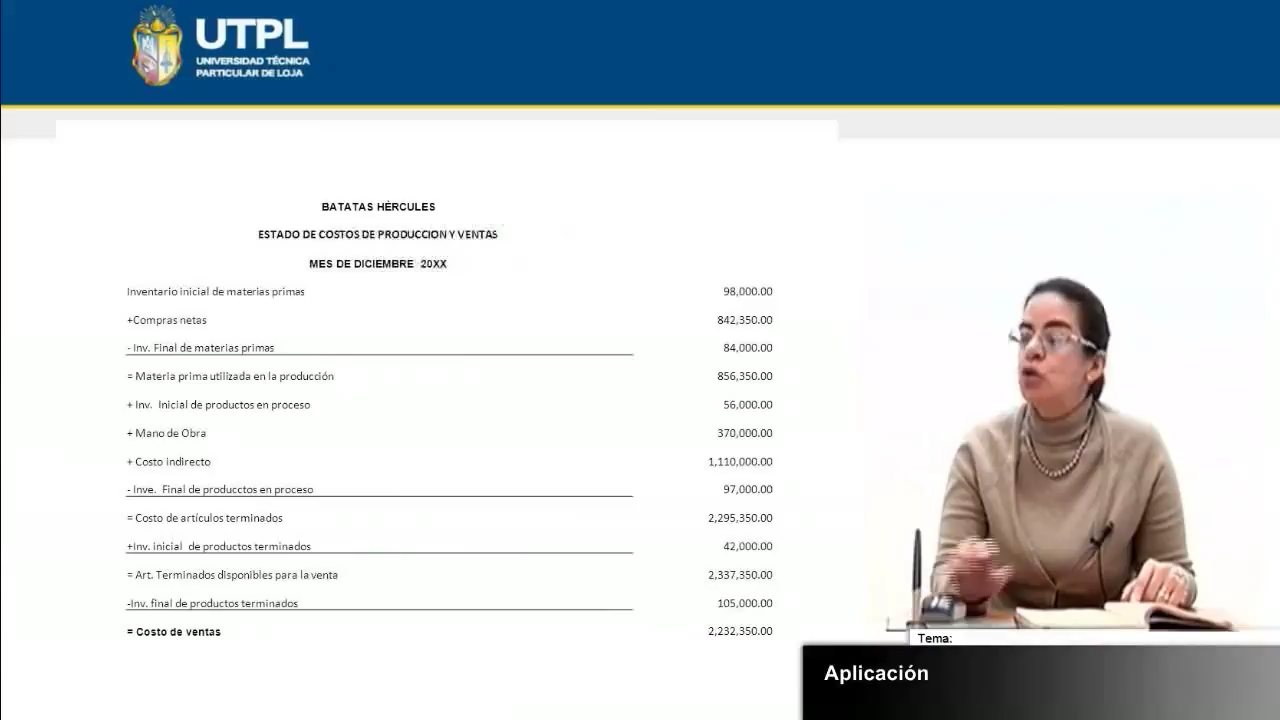 UTPL
UNIVERSIDAD TÉCNICA
PARTICULAR DE LOJA
BATATAS HÉRCULES
ESTADO DE COSTOS DE PRODUCCION Y VENTAS
MES DE DICIEMBRE 20XX
Inventario inicial de materias primas 98,000.00
+Compras netas 842,350.00
- Inv. Final de materias primas 84,000.00
= Materia prima utilizada en la producción 856,350.00
+ Inv. Inicial de productos en proceso 56,000.00
+ Mano de Obra 370,000.00
+ Costo indirecto 1,110,000.00
- Inve. Final de producctos en proceso 97,000.00
= Costo de artículos terminados 2,295,350.00
+Inv. inicial de productos terminados 42,000.00
= Art. Terminados disponibles para la venta 2,337,350.00
-Inv. final de productos terminados 105,000.00
= Costo de ventas 2,232,350.00
Tema:
Aplicación